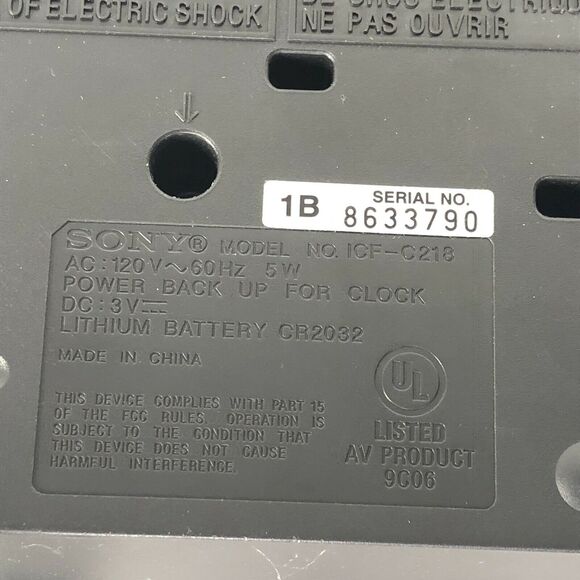 OF ELECTRIC SHOCK
NE PAS OUVRIR
1B
SERIAL NO.
8633790
SONY® MODEL NO. ICF-C218
AC: 120V ~ 60Hz 5W
POWER BACK UP FOR CLOCK
DC: 3V ⎓
LITHIUM BATTERY CR2032
MADE IN CHINA
THIS DEVICE COMPLIES WITH PART 15
OF THE FCC RULES. OPERATION IS
SUBJECT TO THE CONDITION THAT
THIS DEVICE DOES NOT CAUSE
HARMFUL INTERFERENCE.
UL
LISTED
AV PRODUCT
9C06